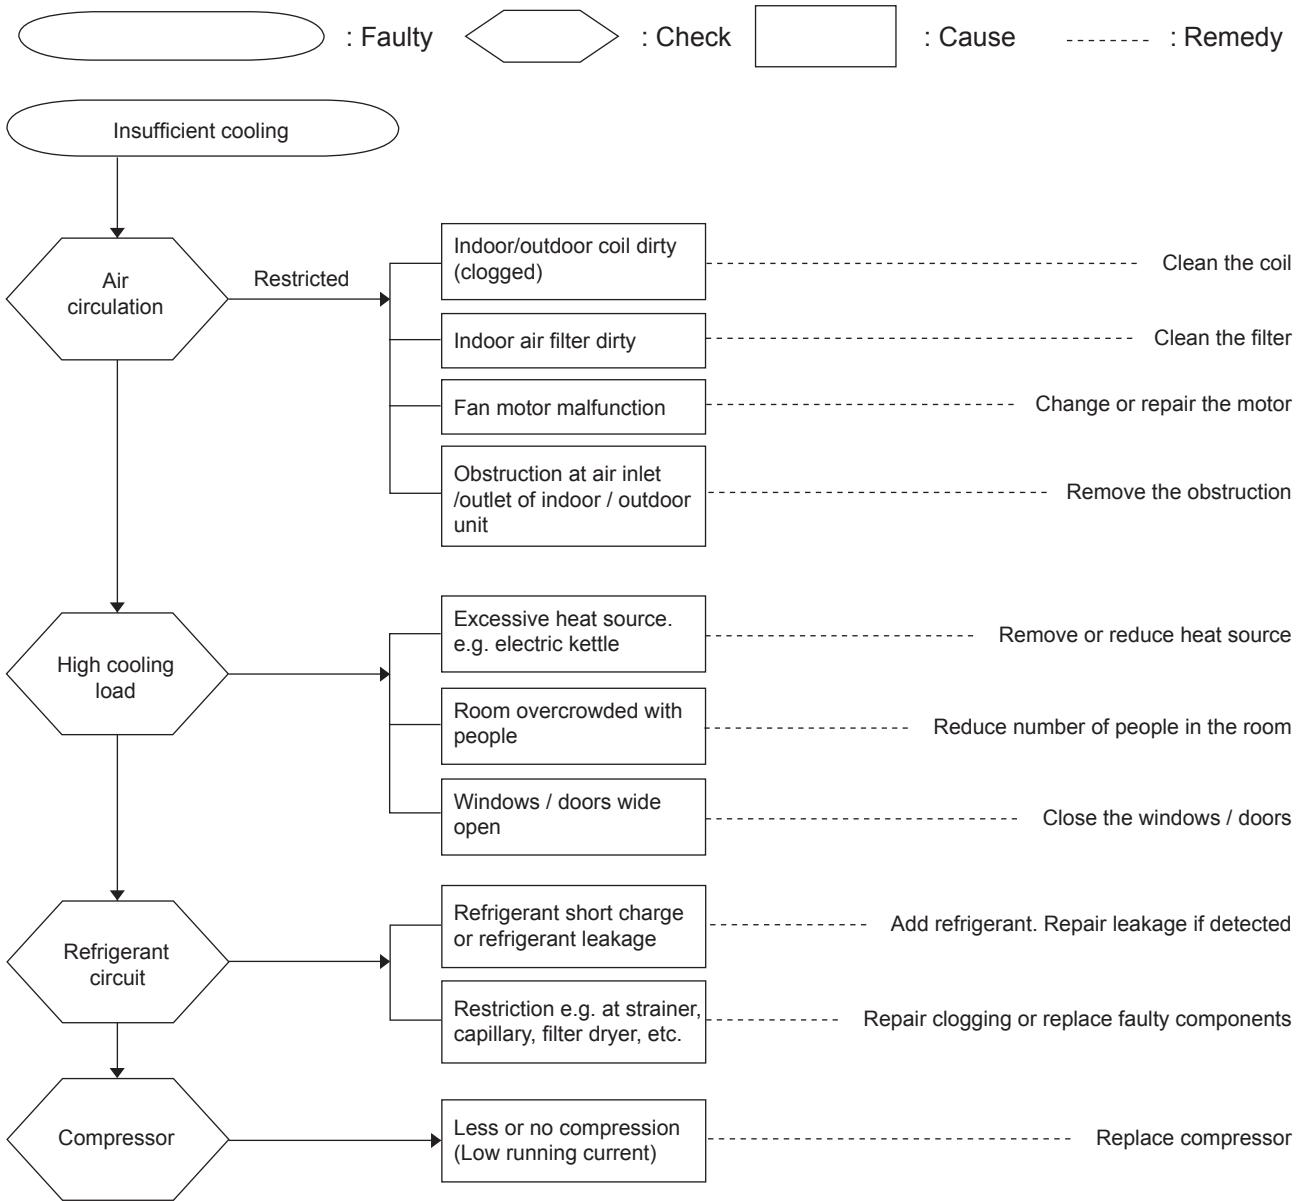 : Faulty
: Check
: Cause
: Remedy
Insufficient cooling
Air
circulation
Restricted
Indoor/outdoor coil dirty
(clogged)
Clean the coil
Indoor air filter dirty
Clean the filter
Fan motor malfunction
Change or repair the motor
Obstruction at air inlet
/outlet of indoor / outdoor
unit
Remove the obstruction
High cooling
load
Excessive heat source.
e.g. electric kettle
Remove or reduce heat source
Room overcrowded with
people
Reduce number of people in the room
Windows / doors wide
open
Close the windows / doors
Refrigerant
circuit
Refrigerant short charge
or refrigerant leakage
Add refrigerant. Repair leakage if detected
Restriction e.g. at strainer,
capillary, filter dryer, etc.
Repair clogging or replace faulty components
Compressor
Less or no compression
(Low running current)
Replace compressor